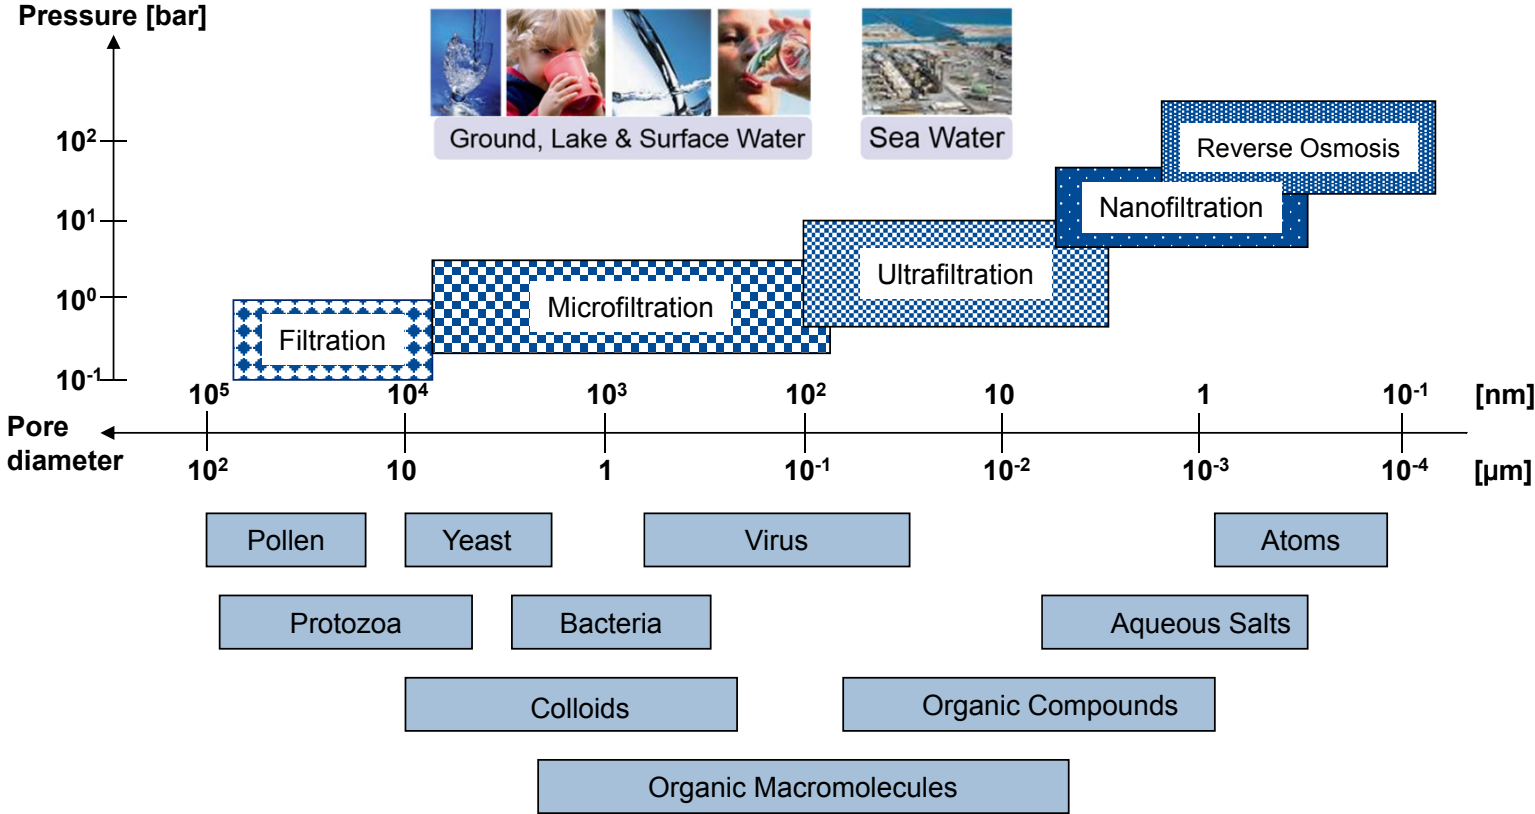 Pressure [bar]
Ground, Lake & Surface Water
Sea Water
10²
10¹
10⁰
10⁻¹
Reverse Osmosis
Nanofiltration
Ultrafiltration
Microfiltration
Filtration
10⁵ 10⁴ 10³ 10² 10 1 10⁻¹ [nm]
Pore
diameter
10² 10 1 10⁻¹ 10⁻² 10⁻³ 10⁻⁴ [µm]
Pollen Yeast Virus Atoms
Protozoa Bacteria Aqueous Salts
Colloids Organic Compounds
Organic Macromolecules